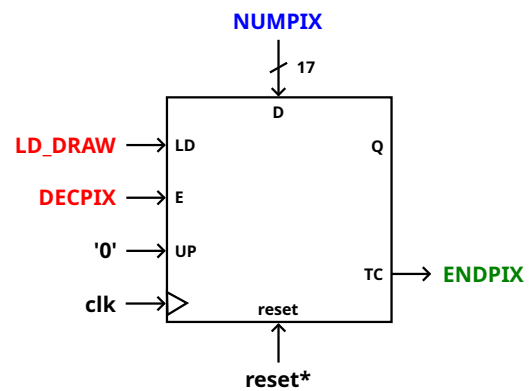 NUMPIX
17
D
LD_DRAW LD Q
DECPIX E
'0' UP
TC ENDPIX
clk reset
reset*